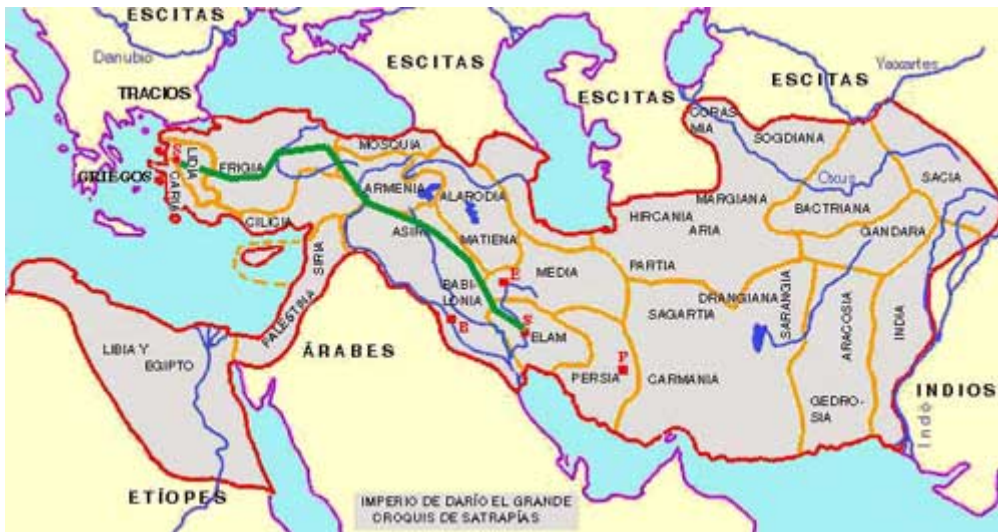 ESCITAS
Danubio
ESCITAS
ESCITAS
ESCITAS
Yaxartes
TRACIOS
CORAS-
MIA
SOGDIANA
MOSQUIA
LIDIA
FRIGIA
GRIEGOS
CARIA
ARMENIA
ALARODIA
Oxus
SACIA
MARGIANA
BACTRIANA
HIRCANIA
ARIA
GANDARA
CILICIA
ASIRIA
MATIENA
SIRIA
MEDIA
PARTIA
E
BABI-
LONIA
DRANGIANA
SARANGIA
SAGARTIA
ARACOSIA
INDIA
PALESTINA
B
S
ELAM
LIBIA Y
EGIPTO
ÁRABES
P
PERSIA
CARMANIA
GEDRO-
SIA
INDIOS
Indo
ETÍOPES
IMPERIO DE DARÍO EL GRANDE
CROQUIS DE SATRAPÍAS